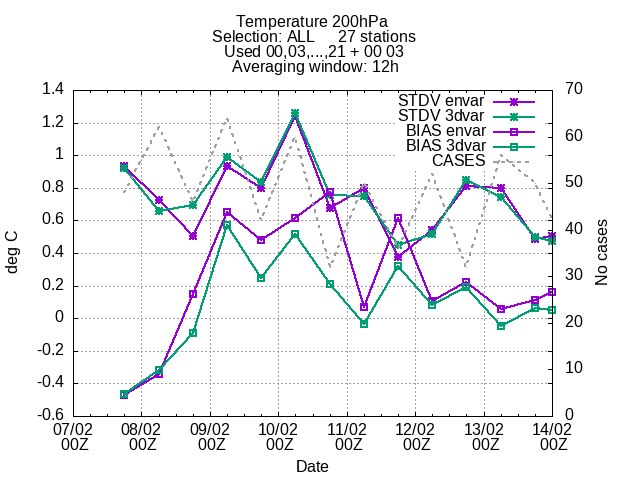 Temperature 200hPa
Selection: ALL 27 stations
Used 00,03,...,21 + 00 03
Averaging window: 12h
STDV envar
STDV 3dvar
BIAS envar
BIAS 3dvar
CASES
1.4
1.2
1
0.8
0.6
0.4
0.2
0
-0.2
-0.4
-0.6
deg C
70
60
50
40
30
20
10
0
No cases
07/02 08/02 09/02 10/02 11/02 12/02 13/02 14/02
00Z 00Z 00Z 00Z 00Z 00Z 00Z 00Z
Date